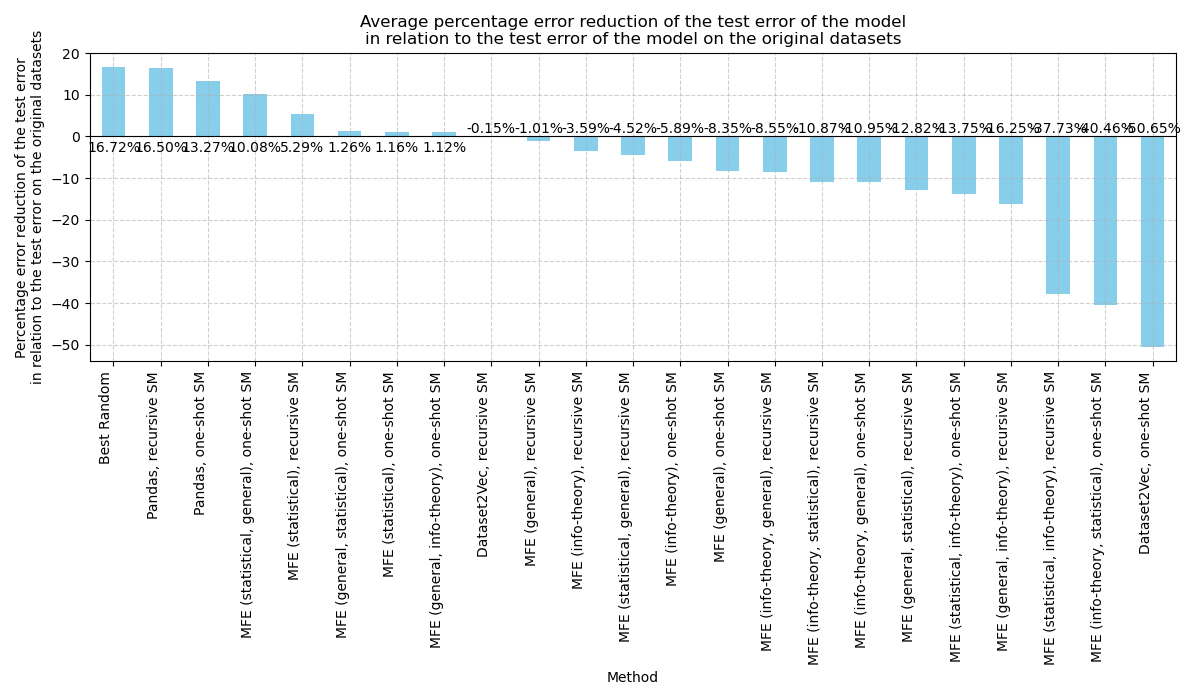 Average percentage error reduction of the test error of the model
in relation to the test error of the model on the original datasets
Percentage error reduction of the test error
in relation to the test error on the original datasets
20
10
0
−10
−20
−30
−40
−50
16.72%
16.50%
13.27%
10.08%
5.29%
1.26%
1.16%
1.12%
-0.15%
-1.01%
-3.59%
-4.52%
-5.89%
-8.35%
-8.55%
-10.87%
-10.95%
-12.82%
-13.75%
-16.25%
-37.73%
-40.46%
-50.65%
Best Random
Pandas, recursive SM
Pandas, one-shot SM
MFE (statistical, general), one-shot SM
MFE (statistical), recursive SM
MFE (general, statistical), one-shot SM
MFE (statistical), one-shot SM
MFE (general, info-theory), one-shot SM
Dataset2Vec, recursive SM
MFE (general), recursive SM
MFE (info-theory), recursive SM
MFE (statistical, general), recursive SM
MFE (info-theory), one-shot SM
MFE (general), one-shot SM
MFE (info-theory, general), recursive SM
MFE (info-theory, statistical), recursive SM
MFE (info-theory, general), one-shot SM
MFE (general, statistical), recursive SM
MFE (statistical, info-theory), one-shot SM
MFE (general, info-theory), recursive SM
MFE (statistical, info-theory), recursive SM
MFE (info-theory, statistical), one-shot SM
Dataset2Vec, one-shot SM
Method